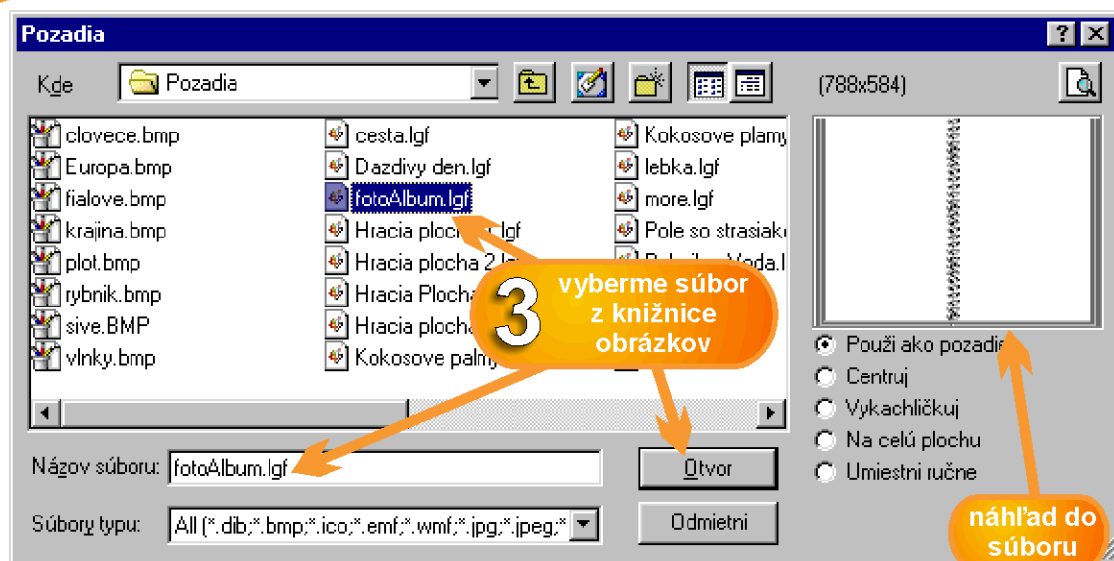 Pozadia
Kde
Pozadia
(788x584)
clovece.bmp
Europa.bmp
fialove.bmp
krajina.bmp
plot.bmp
rybnik.bmp
sive.BMP
vlnky.bmp
cesta.lgf
Dazdivy den.lgf
fotoAlbum.lgf
Hracia .lgf
Hracia plocha 2
Hracia Plocha
Hracia plocha
Kokosove palmy
Kokosove plamy
lebka.lgf
more.lgf
Pole so strasiak
3
vyberme súbor
z knižnice
obrázkov
Použi ako pozadie
Centruj
Vykachličkuj
Na celú plochu
Umiestni ručne
Názov súboru:
fotoAlbum.lgf
Otvor
Súbory typu:
All (*.dib;*.bmp;*.ico;*.emf;*.wmf;*.jpg;*.jpeg;*
Odmietni
náhľad do
súboru